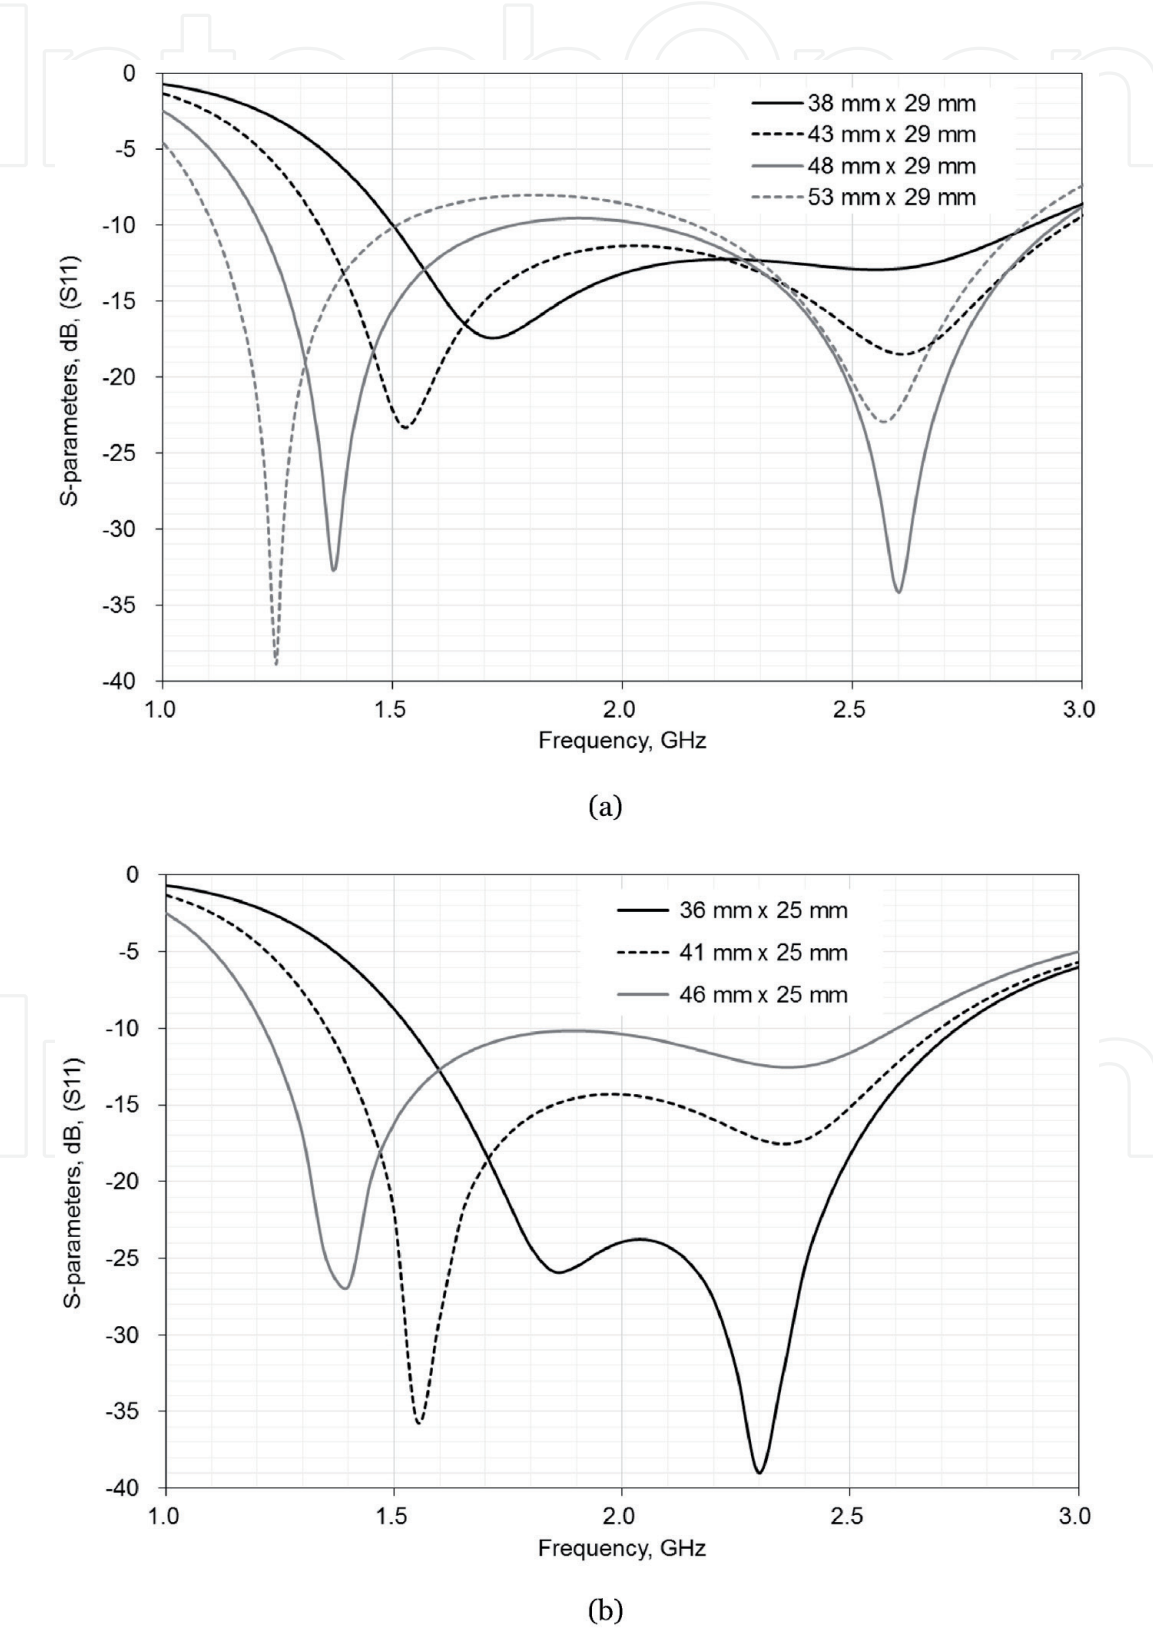 IntechOpen
0
-5
-10
-15
-20
-25
-30
-35
-40
S-parameters, dB, (S11)
38 mm x 29 mm
43 mm x 29 mm
48 mm x 29 mm
53 mm x 29 mm
1.0 1.5 2.0 2.5 3.0
Frequency, GHz
(a)
0
-5
-10
-15
-20
-25
-30
-35
-40
S-parameters, dB, (S11)
36 mm x 25 mm
41 mm x 25 mm
46 mm x 25 mm
1.0 1.5 2.0 2.5 3.0
Frequency, GHz
(b)